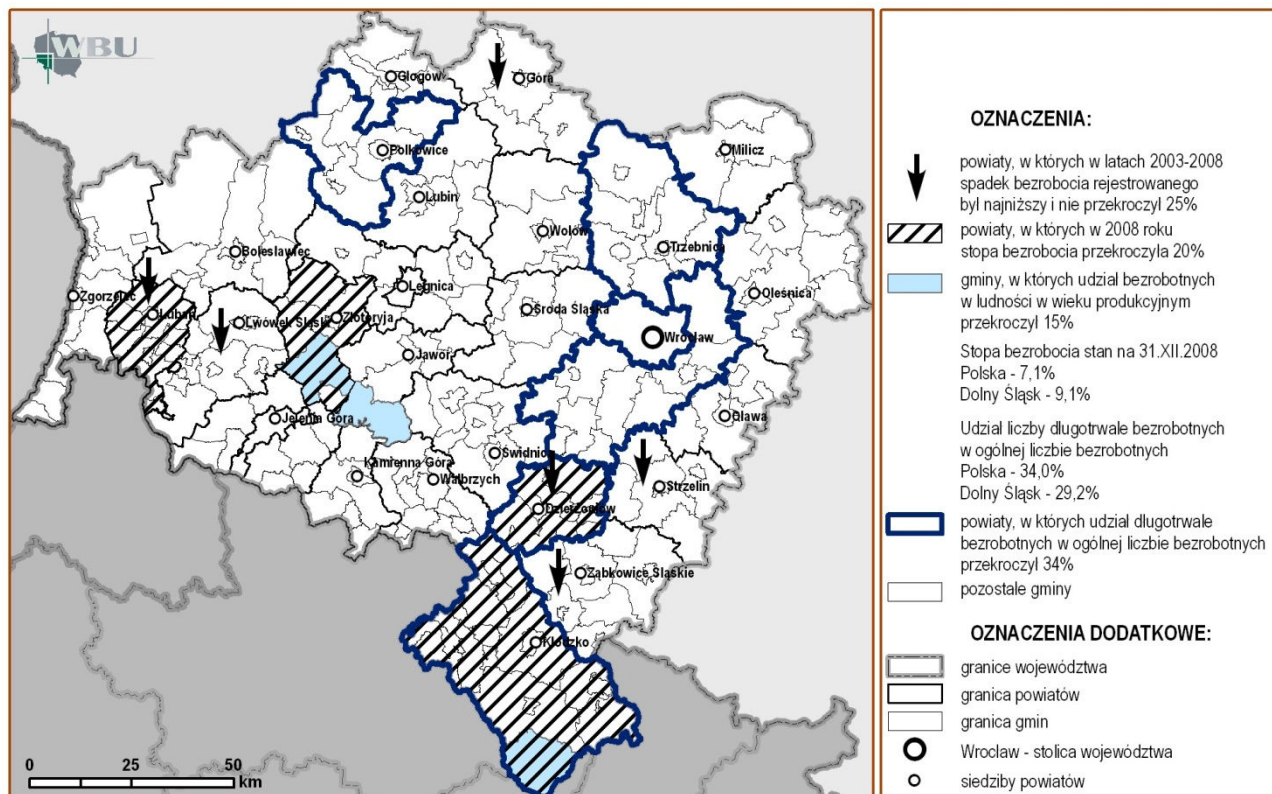 WBU
Głogów
Góra
Polkowice
Milicz
Lubin
Wołów
Trzebnica
Bolesławiec
Legnica
Oleśnica
Zgorzelec
Lubań
Lwówek Śląski
Złotoryja
Środa Śląska
Wrocław
Jawor
Jelenia Góra
Oława
Świdnica
Kamienna Góra
Wałbrzych
Strzelin
Dzierżoniów
Ząbkowice Śląskie
Kłodzko
0 25 50
km
OZNACZENIA:
powiaty, w których w latach 2003-2008
spadek bezrobocia rejestrowanego
był najniższy i nie przekroczył 25%
powiaty, w których w 2008 roku
stopa bezrobocia przekroczyła 20%
gminy, w których udział bezrobotnych
w ludności w wieku produkcyjnym
przekroczył 15%
Stopa bezrobocia stan na 31.XII.2008
Polska - 7,1%
Dolny Śląsk - 9,1%
Udział liczby długotrwale bezrobotnych
w ogólnej liczbie bezrobotnych
Polska - 34,0%
Dolny Śląsk - 29,2%
powiaty, w których udział długotrwale
bezrobotnych w ogólnej liczbie bezrobotnych
przekroczył 34%
pozostałe gminy
OZNACZENIA DODATKOWE:
granice województwa
granica powiatów
granica gmin
Wrocław - stolica województwa
siedziby powiatów